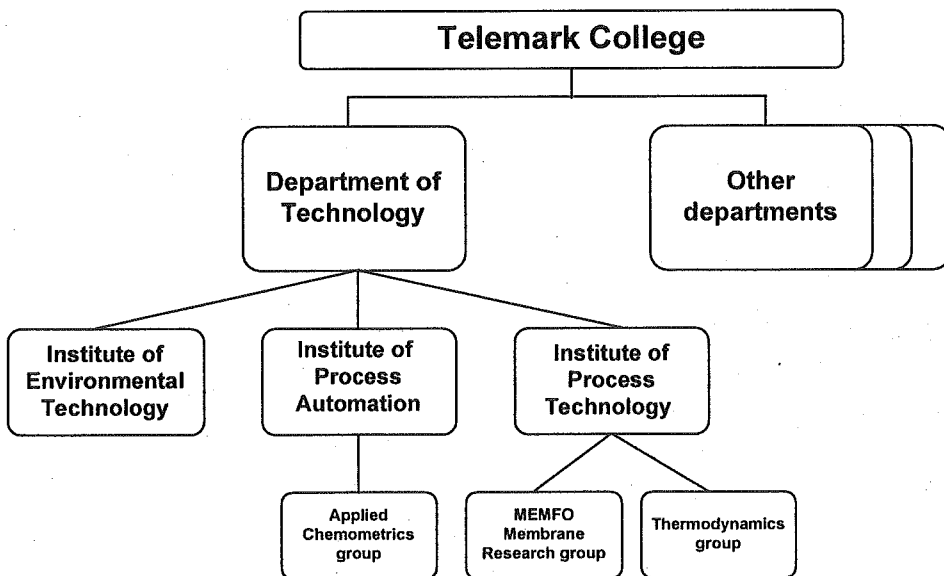 Telemark College
Department of
Technology
Other
departments
Institute of
Environmental
Technology
Institute of
Process
Automation
Institute of
Process
Technology
Applied
Chemometrics
group
MEMFO
Membrane
Research group
Thermodynamics
group